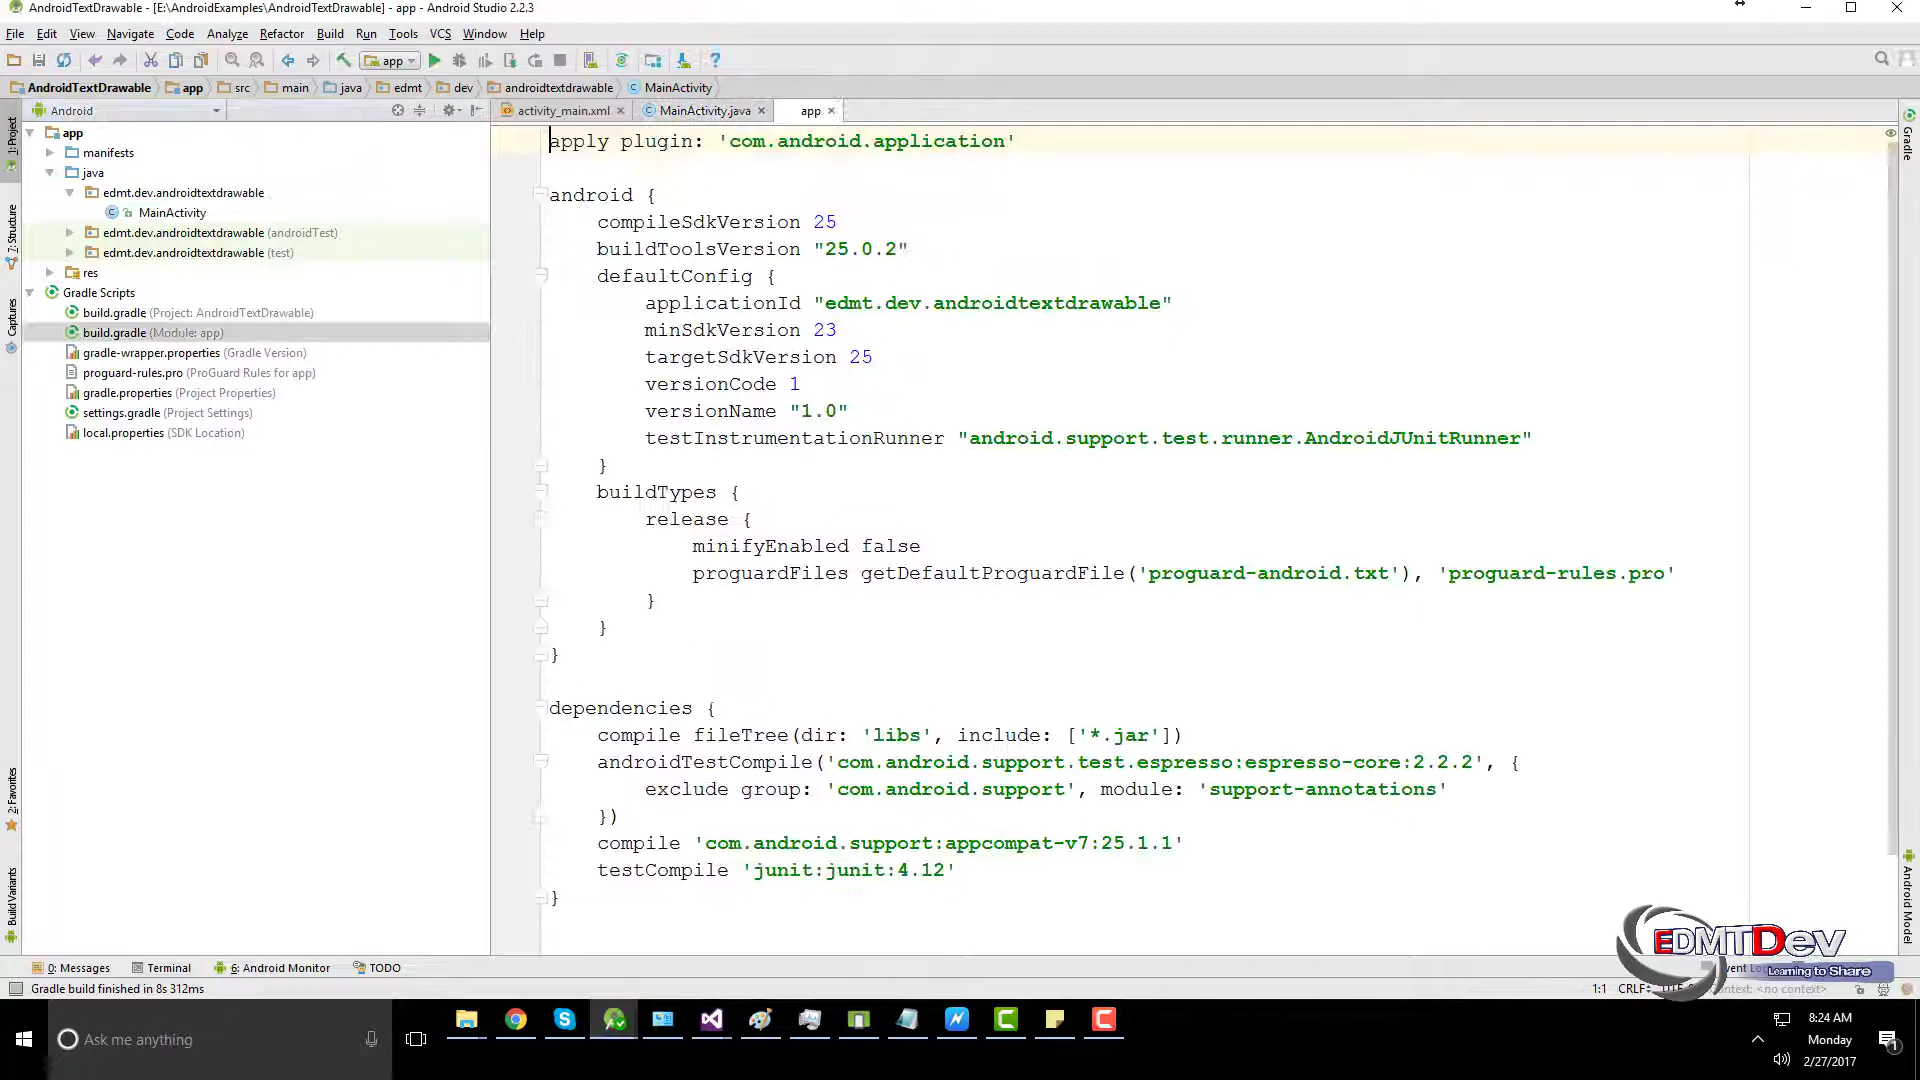 AndroidTextDrawable - [E:\AndroidExamples\AndroidTextDrawable] - app - Android Studio 2.2.3
File Edit View Navigate Code Analyze Refactor Build Run Tools VCS Window Help
app
AndroidTextDrawable app src main java edmt dev androidtextdrawable MainActivity
Android
activity_main.xml MainActivity.java app
1: Project
7: Structure
Captures
2: Favorites
Build Variants
app
manifests
java
edmt.dev.androidtextdrawable
MainActivity
edmt.dev.androidtextdrawable (androidTest)
edmt.dev.androidtextdrawable (test)
res
Gradle Scripts
build.gradle (Project: AndroidTextDrawable)
build.gradle (Module: app)
gradle-wrapper.properties (Gradle Version)
proguard-rules.pro (ProGuard Rules for app)
gradle.properties (Project Properties)
settings.gradle (Project Settings)
local.properties (SDK Location)
apply plugin: 'com.android.application'
android {
compileSdkVersion 25
buildToolsVersion "25.0.2"
defaultConfig {
applicationId "edmt.dev.androidtextdrawable"
minSdkVersion 23
targetSdkVersion 25
versionCode 1
versionName "1.0"
testInstrumentationRunner "android.support.test.runner.AndroidJUnitRunner"
}
buildTypes {
release {
minifyEnabled false
proguardFiles getDefaultProguardFile('proguard-android.txt'), 'proguard-rules.pro'
}
}
}
dependencies {
compile fileTree(dir: 'libs', include: ['*.jar'])
androidTestCompile('com.android.support.test.espresso:espresso-core:2.2.2', {
exclude group: 'com.android.support', module: 'support-annotations'
})
compile 'com.android.support:appcompat-v7:25.1.1'
testCompile 'junit:junit:4.12'
}
Gradle
Android Model
EDMTDev
Learning to Share
0: Messages Terminal 6: Android Monitor TODO
Gradle build finished in 8s 312ms
1:1 CRLF Context: <no context>
Ask me anything
8:24 AM
Monday
2/27/2017
1